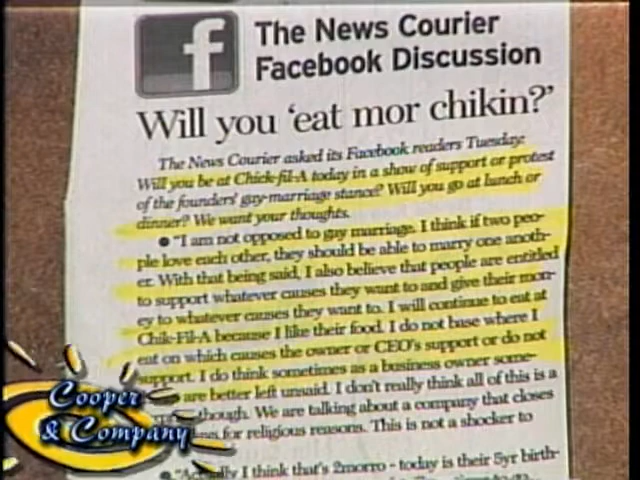 f The News Courier
Facebook Discussion
Will you 'eat mor chikin?'
The News Courier asked its Facebook readers Tuesday:
Will you be at Chick-fil-A today in a show of support or protest
of the founders' gay-marriage stance? Will you go at lunch or
dinner? We want your thoughts.
● "I am not opposed to gay marriage. I think if two peo-
ple love each other, they should be able to marry one anoth-
er. With that being said, I also believe that people are entitled
to support whatever causes they want to and give their mon-
ey to whatever causes they want to. I will continue to eat at
Chik-Fil-A because I like their food. I do not base where I
eat on which causes the owner or CEO's support or do not
support. I do think sometimes as a business owner some-
are better left unsaid. I don't really think all of this is a
though. We are talking about a company that closes
for religious reasons. This is not a shocker to
I think that's 2morro - today is their 5yr birth-
Cooper
& Company